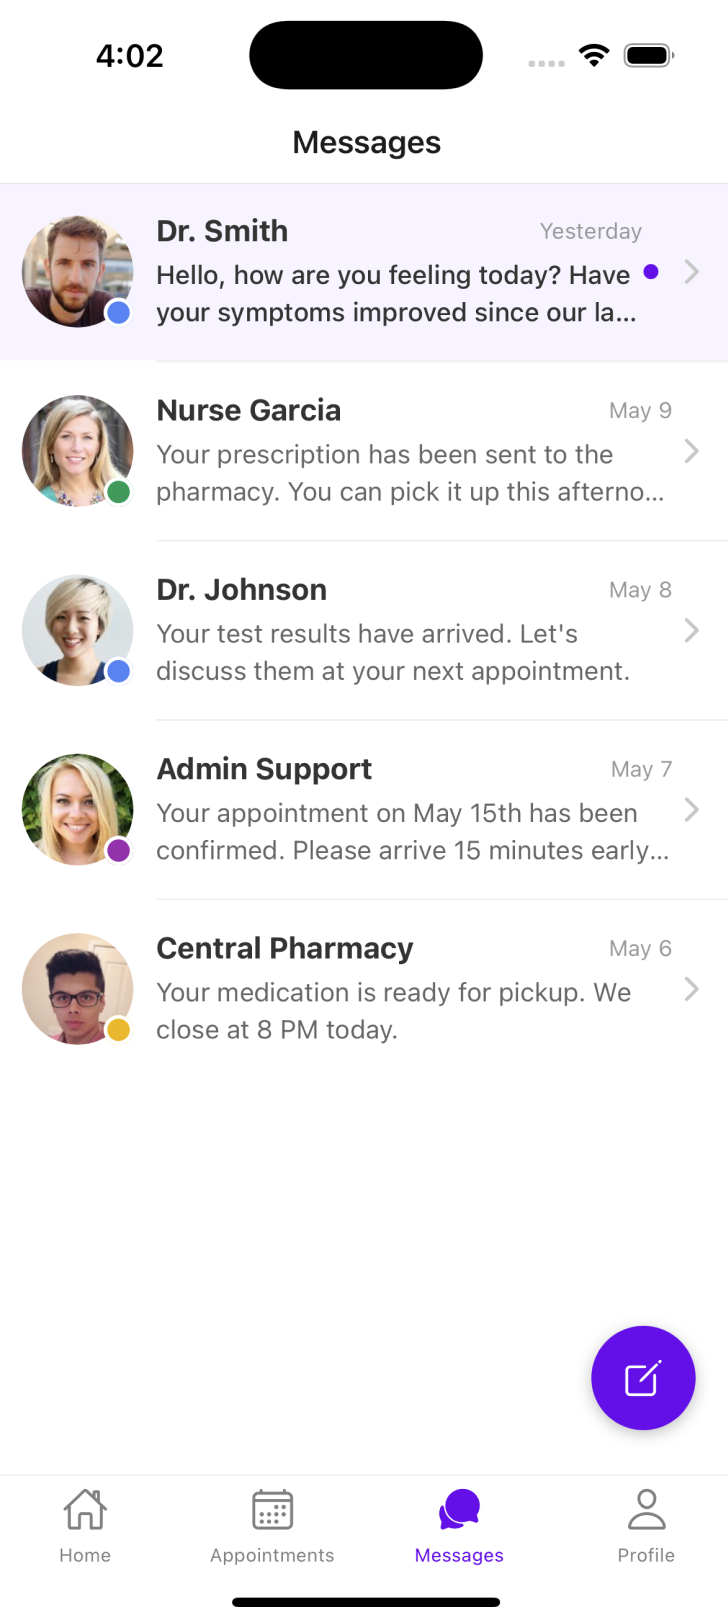 4:02
Messages
Dr. Smith
Yesterday
Hello, how are you feeling today? Have
your symptoms improved since our la...
Nurse Garcia
May 9
Your prescription has been sent to the
pharmacy. You can pick it up this afterno...
Dr. Johnson
May 8
Your test results have arrived. Let's
discuss them at your next appointment.
Admin Support
May 7
Your appointment on May 15th has been
confirmed. Please arrive 15 minutes early...
Central Pharmacy
May 6
Your medication is ready for pickup. We
close at 8 PM today.
Home
Appointments
Messages
Profile